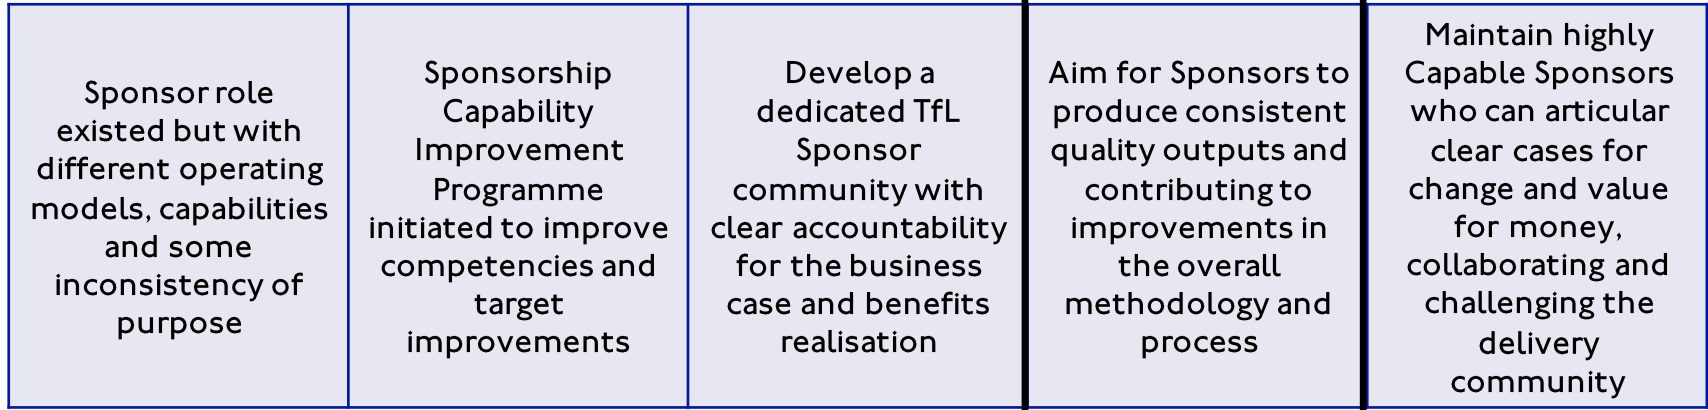 Sponsor role
existed but with
different operating
models, capabilities
and some
inconsistency of
purpose
Sponsorship
Capability
Improvement
Programme
initiated to improve
competencies and
target
improvements
Develop a
dedicated TfL
Sponsor
community with
clear accountability
for the business
case and benefits
realisation
Aim for Sponsors to
produce consistent
quality outputs and
contributing to
improvements in
the overall
methodology and
process
Maintain highly
Capable Sponsors
who can articular
clear cases for
change and value
for money,
collaborating and
challenging the
delivery
community